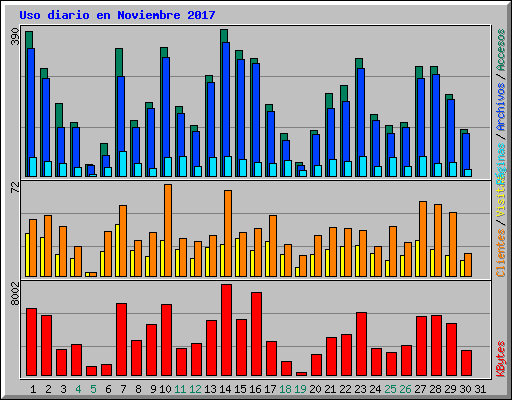 Uso diario en Noviembre 2017
390
72
8002
Páginas / Archivos / Accesos
Clientes / Visitas
KBytes
1 2 3 4 5 6 7 8 9 10 11 12 13 14 15 16 17 18 19 20 21 22 23 24 25 26 27 28 29 30 31